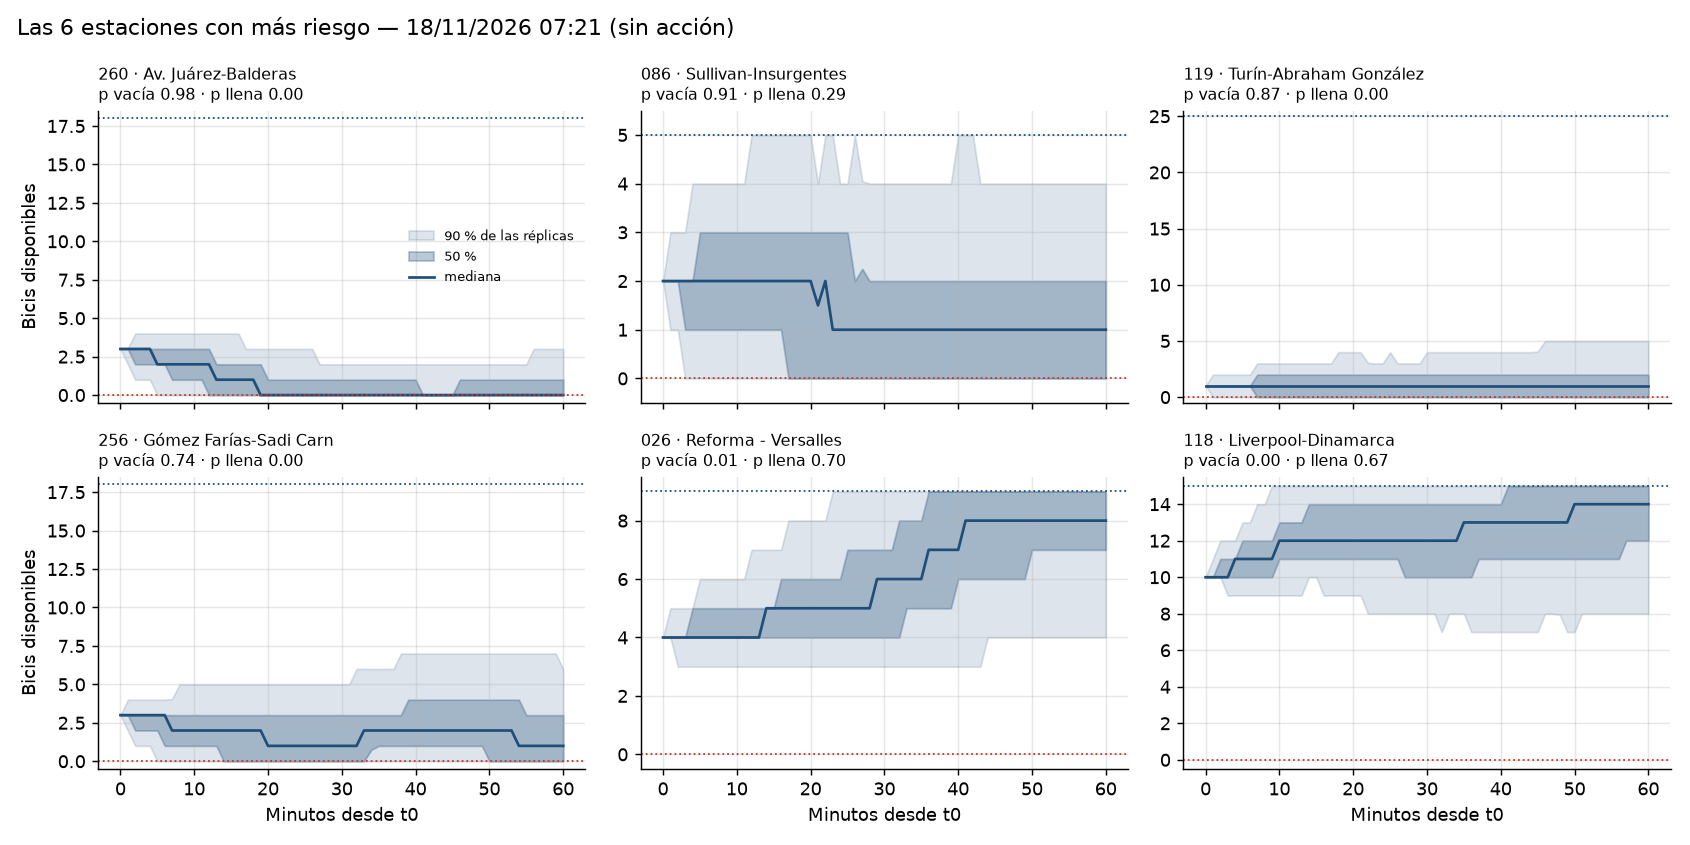 Las 6 estaciones con más riesgo — 18/11/2026 07:21 (sin acción)
260 · Av. Juárez-Balderas
p vacía 0.98 · p llena 0.00
17.5
15.0
12.5
10.0
7.5
5.0
2.5
0.0
Bicis disponibles
90 % de las réplicas
50 %
mediana
086 · Sullivan-Insurgentes
p vacía 0.91 · p llena 0.29
5
4
3
2
1
0
119 · Turín-Abraham González
p vacía 0.87 · p llena 0.00
25
20
15
10
5
0
256 · Gómez Farías-Sadi Carn
p vacía 0.74 · p llena 0.00
17.5
15.0
12.5
10.0
7.5
5.0
2.5
0.0
Bicis disponibles
0 10 20 30 40 50 60
Minutos desde t0
026 · Reforma - Versalles
p vacía 0.01 · p llena 0.70
8
6
4
2
0
0 10 20 30 40 50 60
Minutos desde t0
118 · Liverpool-Dinamarca
p vacía 0.00 · p llena 0.67
14
12
10
8
6
4
2
0
0 10 20 30 40 50 60
Minutos desde t0